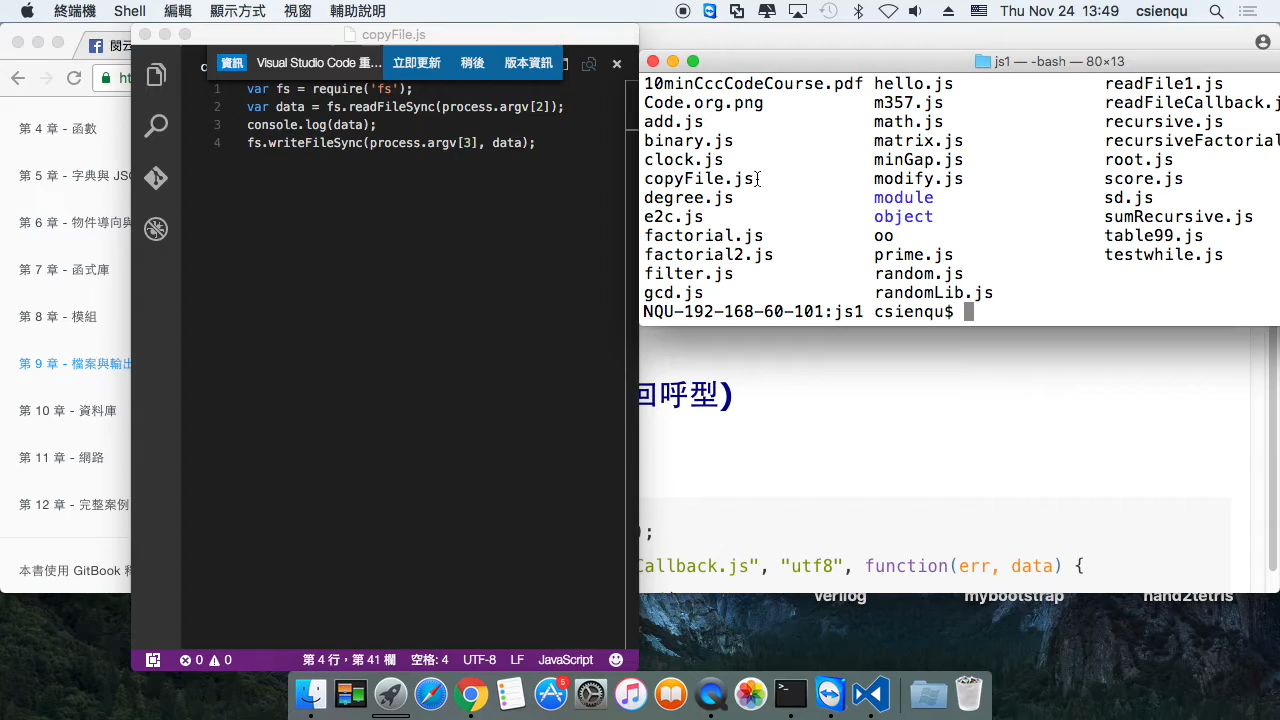 終端機 Shell 編輯 顯示方式 視窗 輔助說明 Thu Nov 24 13:49 csienqu
閔
ht
第 4 章 - 函數
第 5 章 - 字典與 JSO
第 6 章 - 物件導向與
第 7 章 - 函式庫
第 8 章 - 模組
第 9 章 - 檔案與輸出
第 10 章 - 資料庫
第 11 章 - 網路
第 12 章 - 完整案例
本書使用 GitBook
copyFile.js
資訊 Visual Studio Code 重... 立即更新 稍後 版本資訊
1 var fs = require('fs');
2 var data = fs.readFileSync(process.argv[2]);
3 console.log(data);
4 fs.writeFileSync(process.argv[3], data);
0 0 第 4 行，第 41 欄 空格: 4 UTF-8 LF JavaScript
js1 — -bash — 80×13
10minCccCodeCourse.pdf hello.js readFile1.js
Code.org.png m357.js readFileCallback.j
add.js math.js recursive.js
binary.js matrix.js recursiveFactorial
clock.js minGap.js root.js
copyFile.js modify.js score.js
degree.js module sd.js
e2c.js object sumRecursive.js
factorial.js oo table99.js
factorial2.js prime.js testwhile.js
filter.js random.js
gcd.js randomLib.js
NQU-192-168-60-101:js1 csienqu$
回呼型)
);
Callback.js", "utf8", function(err, data) {
verilog mybootstrap nand2tetris
5